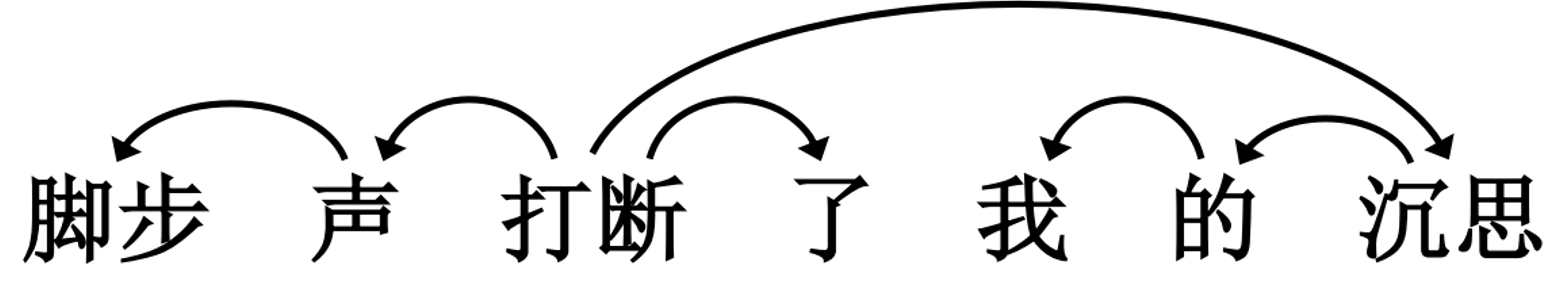 脚步 声 打断 了 我 的 沉思